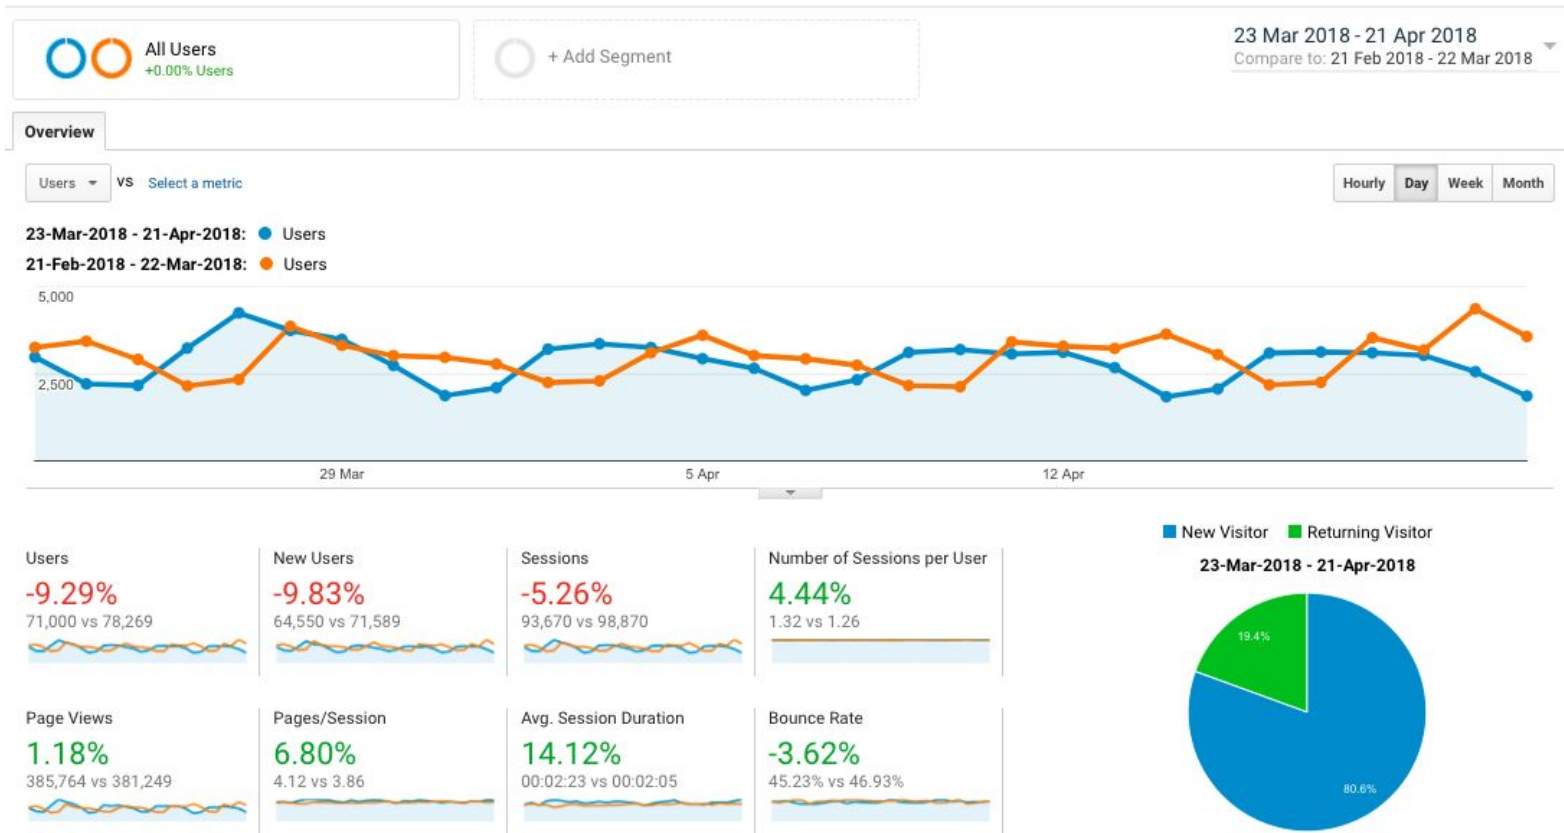 All Users
+0.00% Users
+ Add Segment
23 Mar 2018 - 21 Apr 2018
Compare to: 21 Feb 2018 - 22 Mar 2018
Overview
Users VS Select a metric
Hourly Day Week Month
23-Mar-2018 - 21-Apr-2018: Users
21-Feb-2018 - 22-Mar-2018: Users
5,000
2,500
29 Mar 5 Apr 12 Apr
Users
-9.29%
71,000 vs 78,269
New Users
-9.83%
64,550 vs 71,589
Sessions
-5.26%
93,670 vs 98,870
Number of Sessions per User
4.44%
1.32 vs 1.26
Page Views
1.18%
385,764 vs 381,249
Pages/Session
6.80%
4.12 vs 3.86
Avg. Session Duration
14.12%
00:02:23 vs 00:02:05
Bounce Rate
-3.62%
45.23% vs 46.93%
New Visitor Returning Visitor
23-Mar-2018 - 21-Apr-2018
19.4%
80.6%